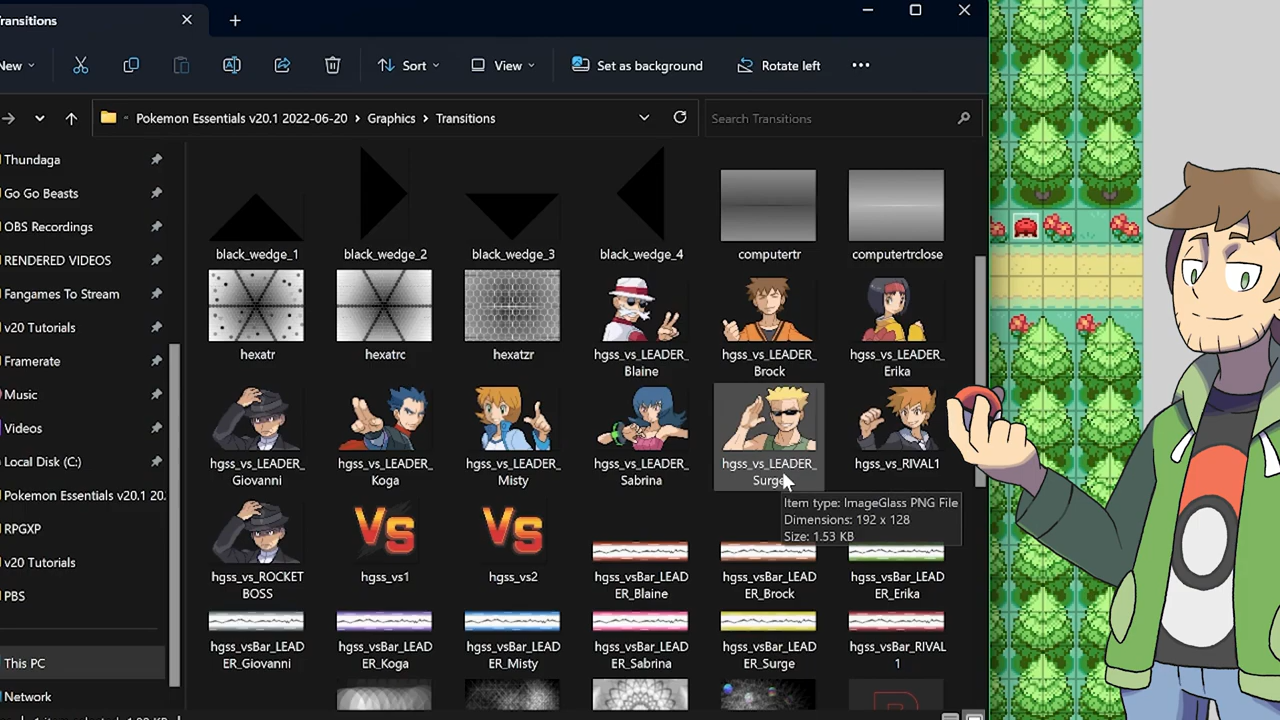 ransitions
New
Sort
View
Set as background
Rotate left
Pokemon Essentials v20.1 2022-06-20 > Graphics > Transitions
Search Transitions
Thundaga
Go Go Beasts
OBS Recordings
RENDERED VIDEOS
Fangames To Stream
v20 Tutorials
Framerate
Music
Videos
Local Disk (C:)
Pokemon Essentials v20.1 20.
RPGXP
v20 Tutorials
PBS
This PC
Network
black_wedge_1
black_wedge_2
black_wedge_3
black_wedge_4
computertr
computertrclose
hexatr
hexatrc
hexatzr
hgss_vs_LEADER_
Blaine
hgss_vs_LEADER_
Brock
hgss_vs_LEADER_
Erika
hgss_vs_LEADER_
Giovanni
hgss_vs_LEADER_
Koga
hgss_vs_LEADER_
Misty
hgss_vs_LEADER_
Sabrina
hgss_vs_LEADER_
Surge
hgss_vs_RIVAL1
Item type: ImageGlass PNG File
Dimensions: 192 x 128
Size: 1.53 KB
Vs
Vs
hgss_vs_ROCKET
BOSS
hgss_vs1
hgss_vs2
hgss_vsBar_LEAD
ER_Blaine
hgss_vsBar_LEAD
ER_Brock
hgss_vsBar_LEAD
ER_Erika
hgss_vsBar_LEAD
ER_Giovanni
hgss_vsBar_LEAD
ER_Koga
hgss_vsBar_LEAD
ER_Misty
hgss_vsBar_LEAD
ER_Sabrina
hgss_vsBar_LEAD
ER_Surge
hgss_vsBar_RIVAL
1